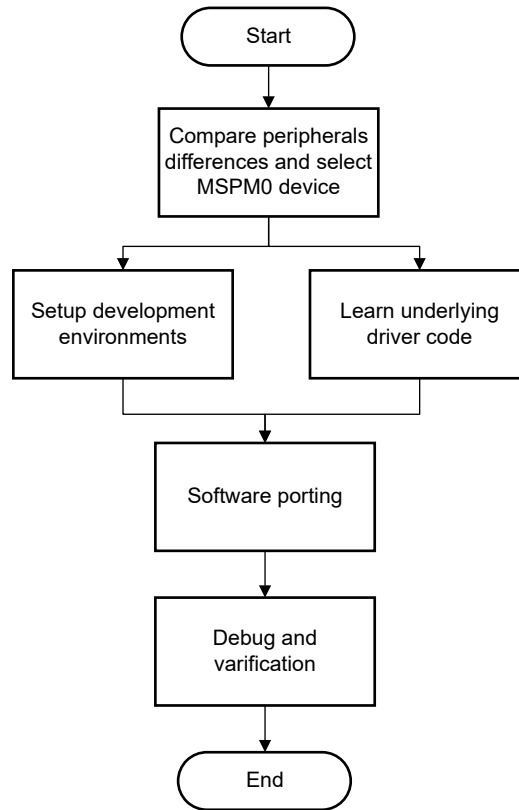 Start
Compare peripherals
differences and select
MSPM0 device
Setup development
environments
Learn underlying
driver code
Software porting
Debug and
varification
End